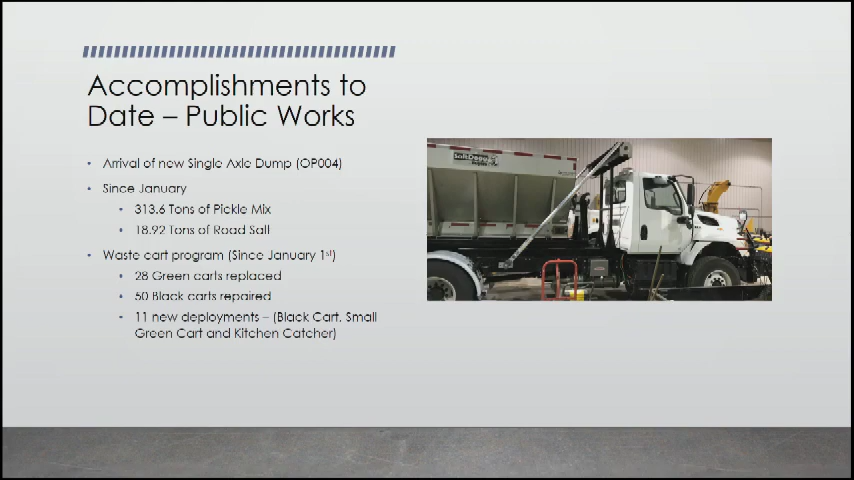 Accomplishments to
Date – Public Works
• Arrival of new Single Axle Dump (OP004)
• Since January
• 313.6 Tons of Pickle Mix
• 18.92 Tons of Road Salt
• Waste cart program (Since January 1st)
• 28 Green carts replaced
• 50 Black carts repaired
• 11 new deployments – (Black Cart, Small
Green Cart and Kitchen Catcher)